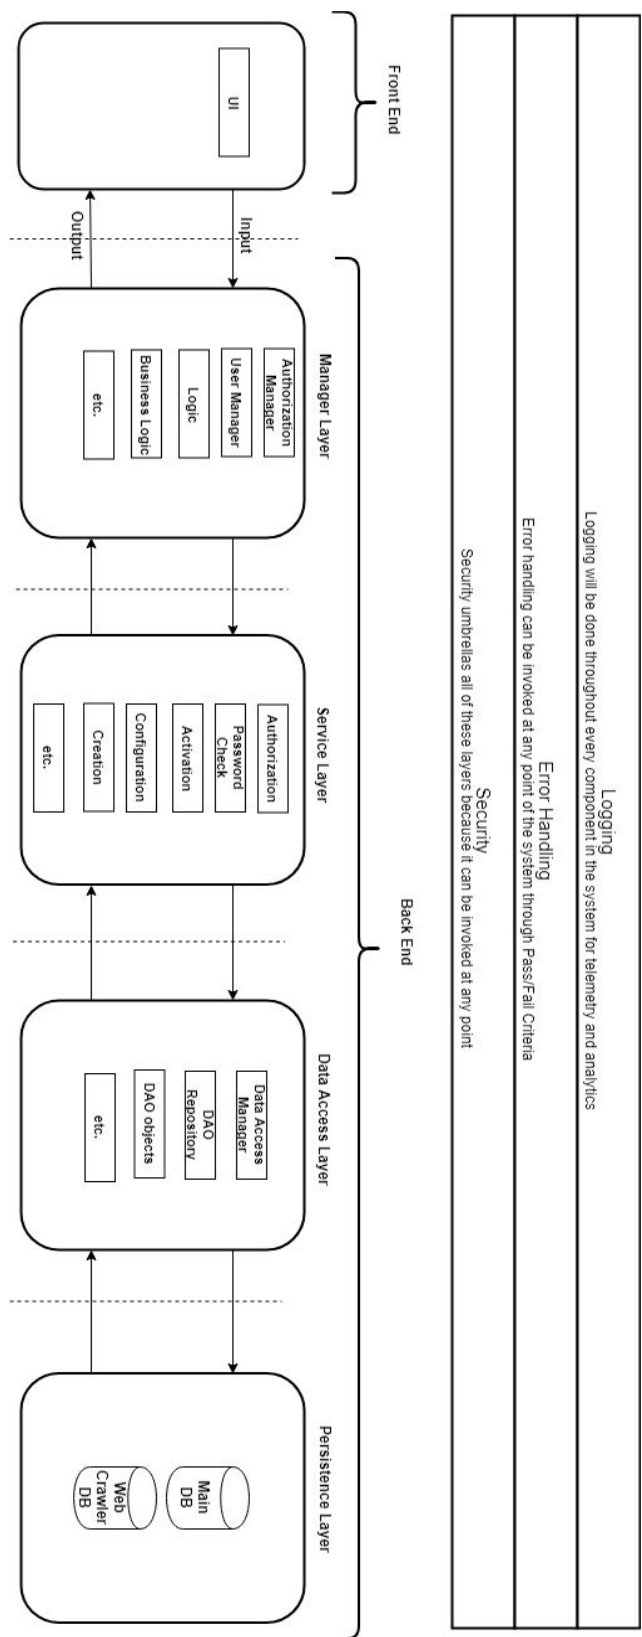 Logging
Logging will be done throughout every component in the system for telemetry and analytics
Error Handling
Error handling can be invoked at any point of the system through Pass/Fail Criteria
Security
Security umbrellas all of these layers because it can be invoked at any point
Front End
Back End
UI
Input
Output
Manager Layer
Authorization
Manager
User Manager
Logic
Business Logic
etc.
Service Layer
Authorization
Password
Check
Activation
Configuration
Creation
etc.
Data Access Layer
Data Access
Manager
DAO
Repository
DAO objects
etc.
Persistence Layer
Main
DB
Web
Crawler
DB